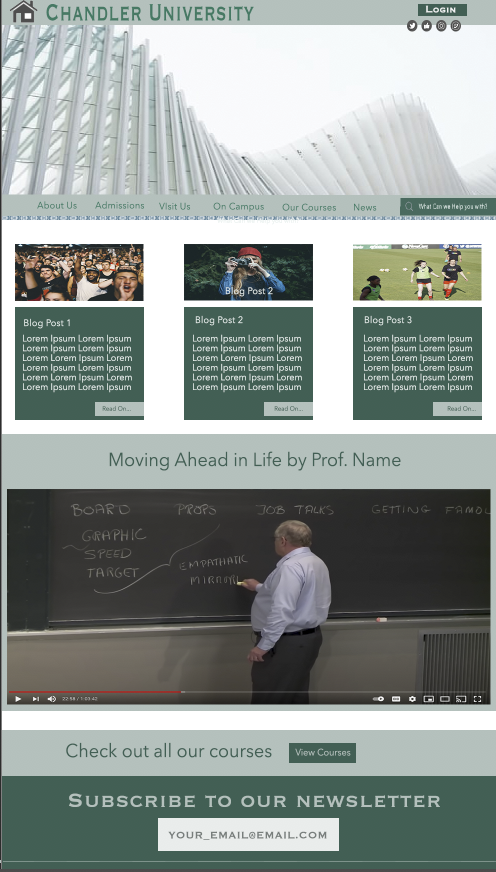 CHANDLER UNIVERSITY
LOGIN
About Us
Admissions
VIsit Us
On Campus
Our Courses
News
What Can we Help you with?
Blog Post 2
Blog Post 1
Lorem Ipsum Lorem Ipsum
Lorem Ipsum Lorem Ipsum
Lorem Ipsum Lorem Lorem
Ipsum Lorem Ipsum Lorem
Lorem Ipsum Lorem Lorem
Lorem Ipsum Lorem Ipsum
Read On...
Blog Post 2
Lorem Ipsum Lorem Ipsum
Lorem Ipsum Lorem Ipsum
Lorem Ipsum Lorem Lorem
Ipsum Lorem Ipsum Lorem
Lorem Ipsum Lorem Lorem
Lorem Ipsum Lorem Ipsum
Read On...
Blog Post 3
Lorem Ipsum Lorem Ipsum
Lorem Ipsum Lorem Ipsum
Lorem Ipsum Lorem Lorem
Ipsum Lorem Ipsum Lorem
Lorem Ipsum Lorem Lorem
Lorem Ipsum Lorem Ipsum
Read On...
Moving Ahead in Life by Prof. Name
BOARD PROPS JOB TALKS GETTING FAMOU
GRAPHIC
SPEED
TARGET
EMPATHATIC
MIRROR
22:58 / 1:03:42
Check out all our courses
View Courses
SUBSCRIBE TO OUR NEWSLETTER
YOUR_EMAIL@EMAIL.COM